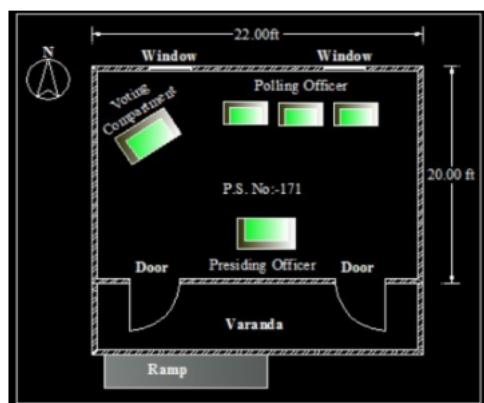 22.00ft
N
Window
Window
Voting
Compartment
Polling Officer
20.00 ft
P.S. No:-171
Door
Presiding Officer
Door
Varanda
Ramp